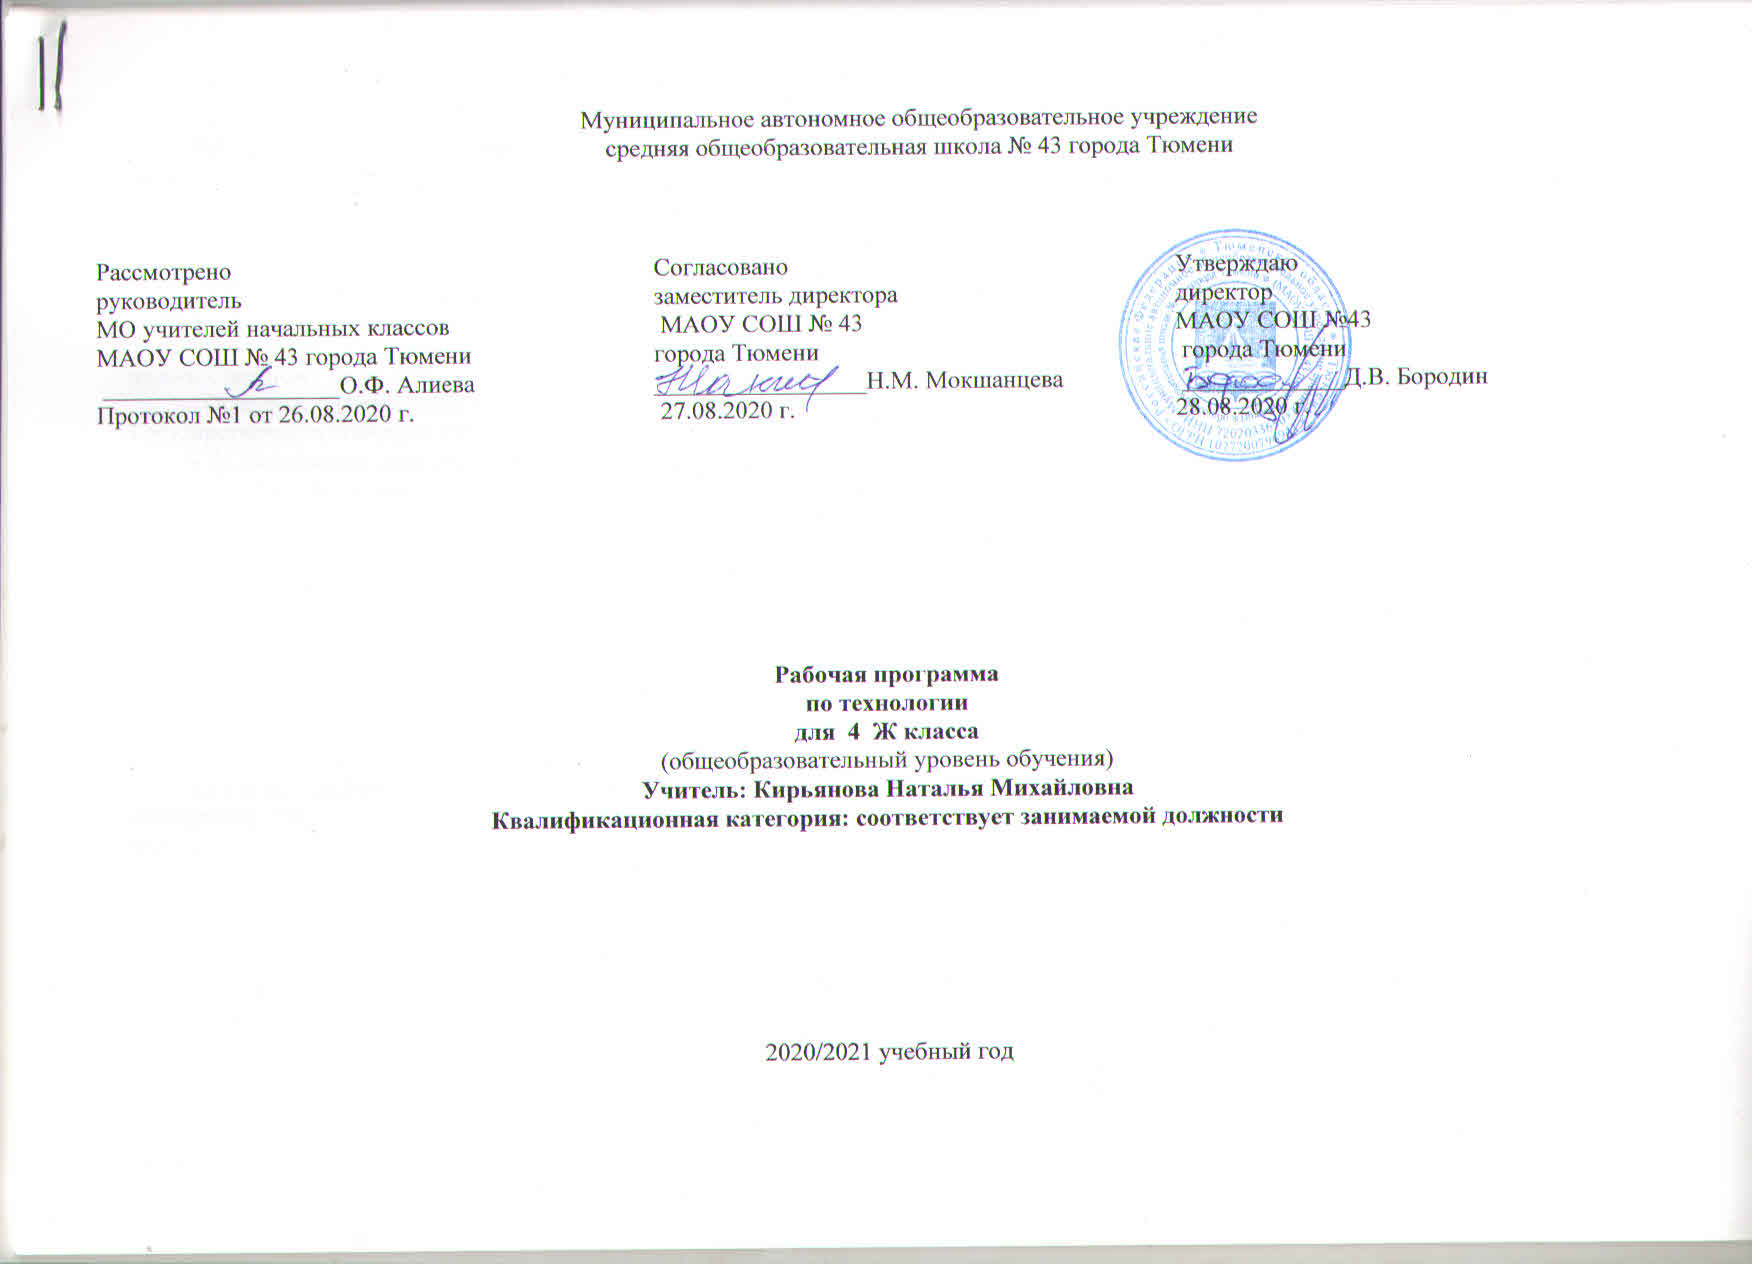 Муниципальное автономное общеобразовательное учреждение
средняя общеобразовательная школа № 43 города Тюмени
Рассмотрено
руководитель
МО учителей начальных классов
МАОУ СОШ № 43 города Тюмени
О.Ф. Алиева
Протокол №1 от 26.08.2020 г.
Согласовано
заместитель директора
МАОУ СОШ № 43
города Тюмени
Н.М. Мокшанцева
27.08.2020 г.
Утверждаю
директор
МАОУ СОШ №43
города Тюмени
Д.В. Бородин
28.08.2020 г.
Рабочая программа
по технологии
для 4 Ж класса
(общеобразовательный уровень обучения)
Учитель: Кирьянова Наталья Михайловна
Квалификационная категория: соответствует занимаемой должности
2020/2021 учебный год